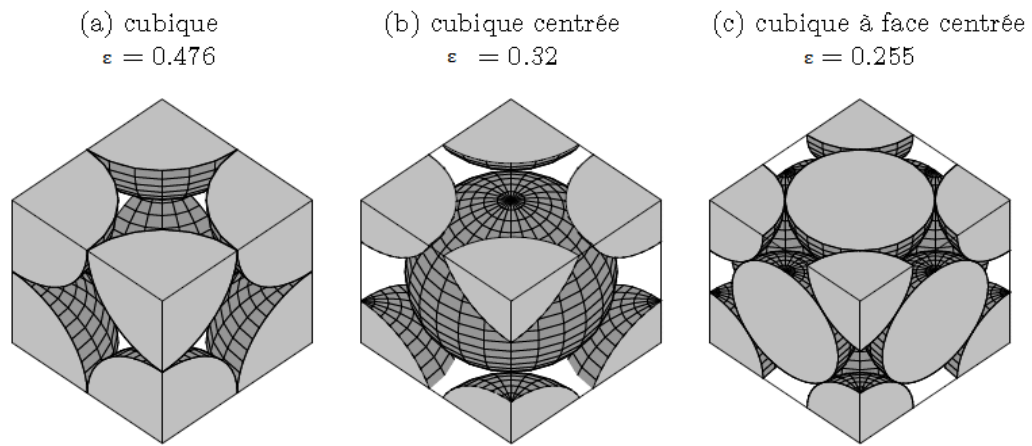 (a) cubique
ε = 0.476
(b) cubique centrée
ε = 0.32
(c) cubique à face centrée
ε = 0.255